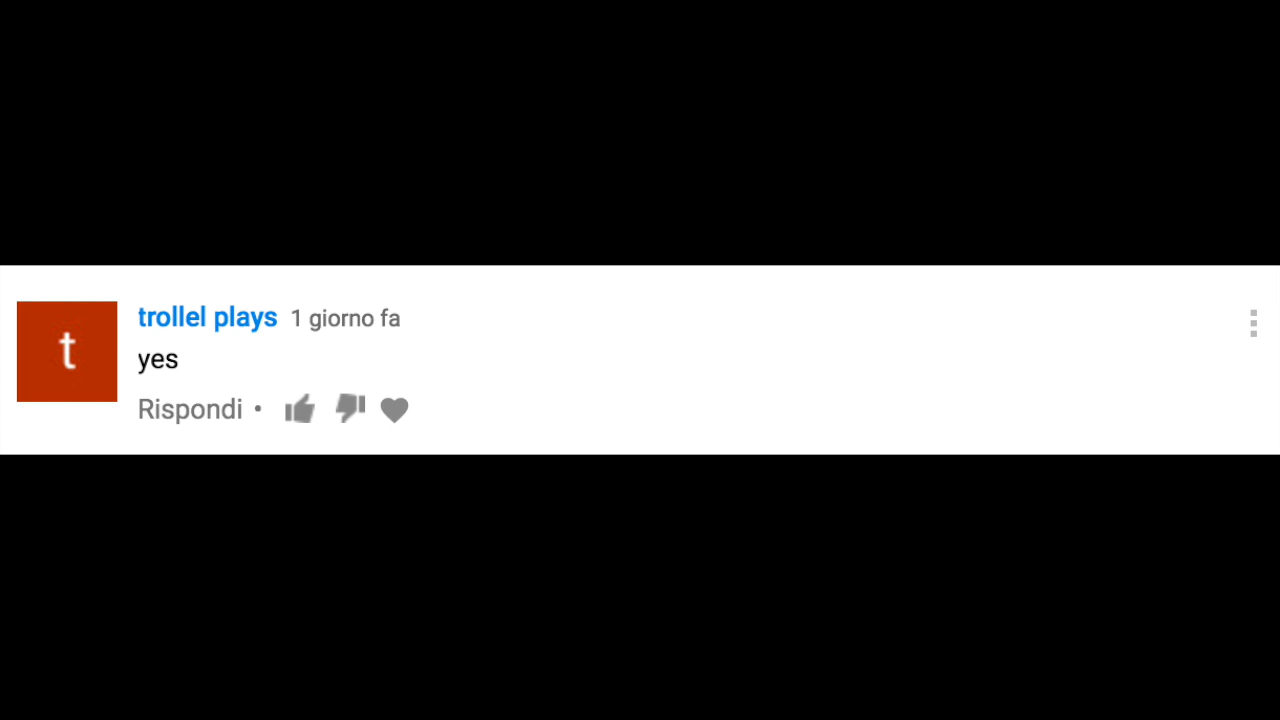 t
trollel plays 1 giorno fa
yes
Rispondi •